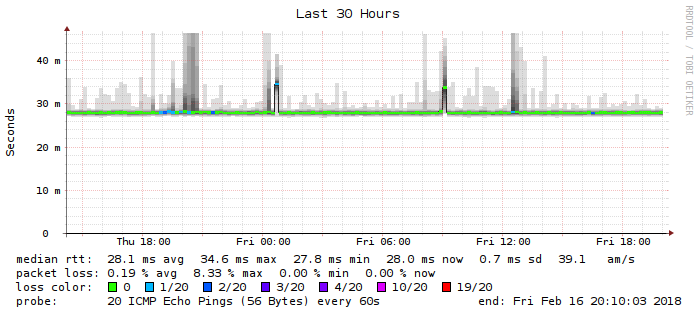 Last 30 Hours
RRDTOOL / TOBI OETIKER
Seconds
40 m
30 m
20 m
10 m
0
Thu 18:00 Fri 00:00 Fri 06:00 Fri 12:00 Fri 18:00
median rtt: 28.1 ms avg 34.6 ms max 27.8 ms min 28.0 ms now 0.7 ms sd 39.1 am/s
packet loss: 0.19 % avg 8.33 % max 0.00 % min 0.00 % now
loss color: 0 1/20 2/20 3/20 4/20 10/20 19/20
probe: 20 ICMP Echo Pings (56 Bytes) every 60s end: Fri Feb 16 20:10:03 2018